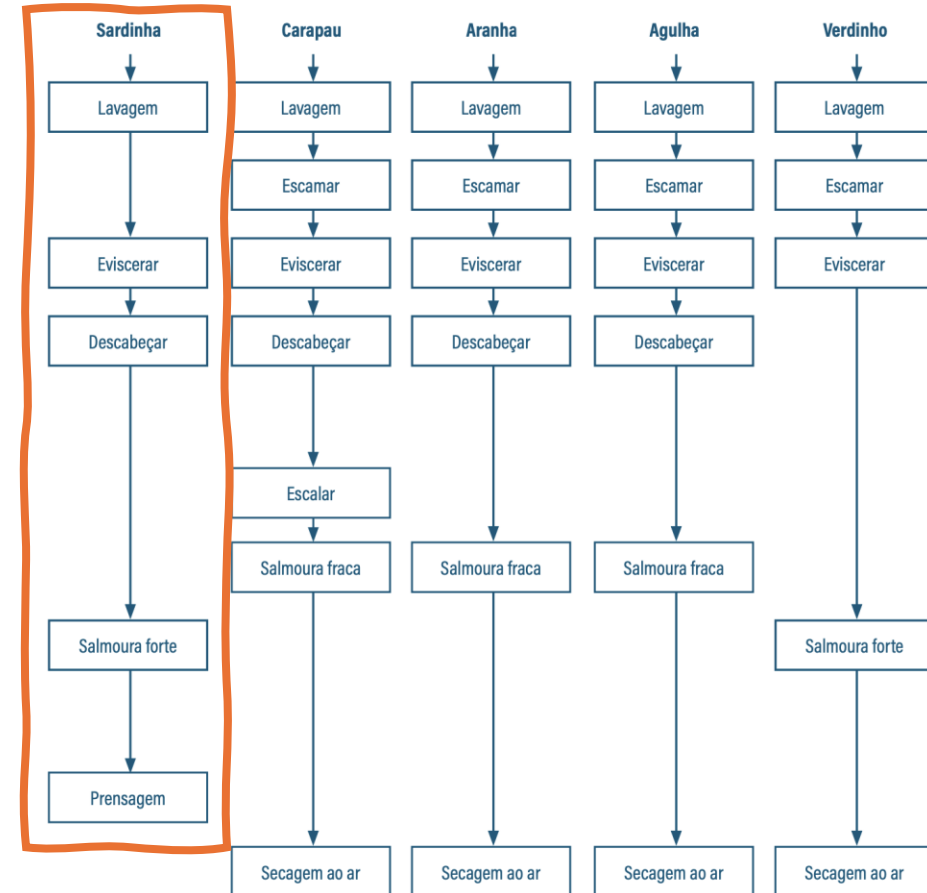 Sardinha
Lavagem
Eviscerar
Descabeçar
Salmoura forte
Prensagem
Carapau
Lavagem
Escamar
Eviscerar
Descabeçar
Escalar
Salmoura fraca
Secagem ao ar
Aranha
Lavagem
Escamar
Eviscerar
Descabeçar
Salmoura fraca
Secagem ao ar
Agulha
Lavagem
Escamar
Eviscerar
Descabeçar
Salmoura fraca
Secagem ao ar
Verdinho
Lavagem
Escamar
Eviscerar
Salmoura forte
Secagem ao ar